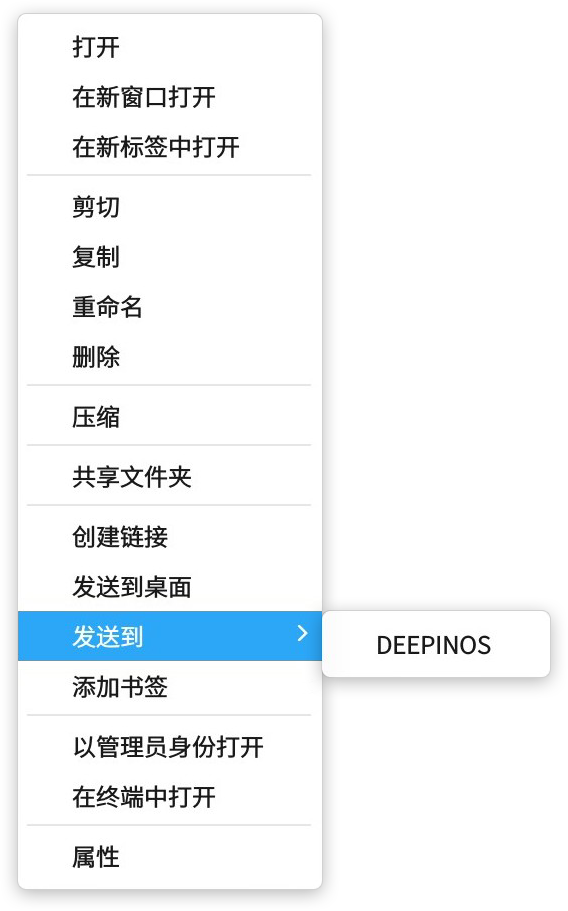 打开
在新窗口打开
在新标签中打开
剪切
复制
重命名
删除
压缩
共享文件夹
创建链接
发送到桌面
发送到
DEEPINOS
添加书签
以管理员身份打开
在终端中打开
属性